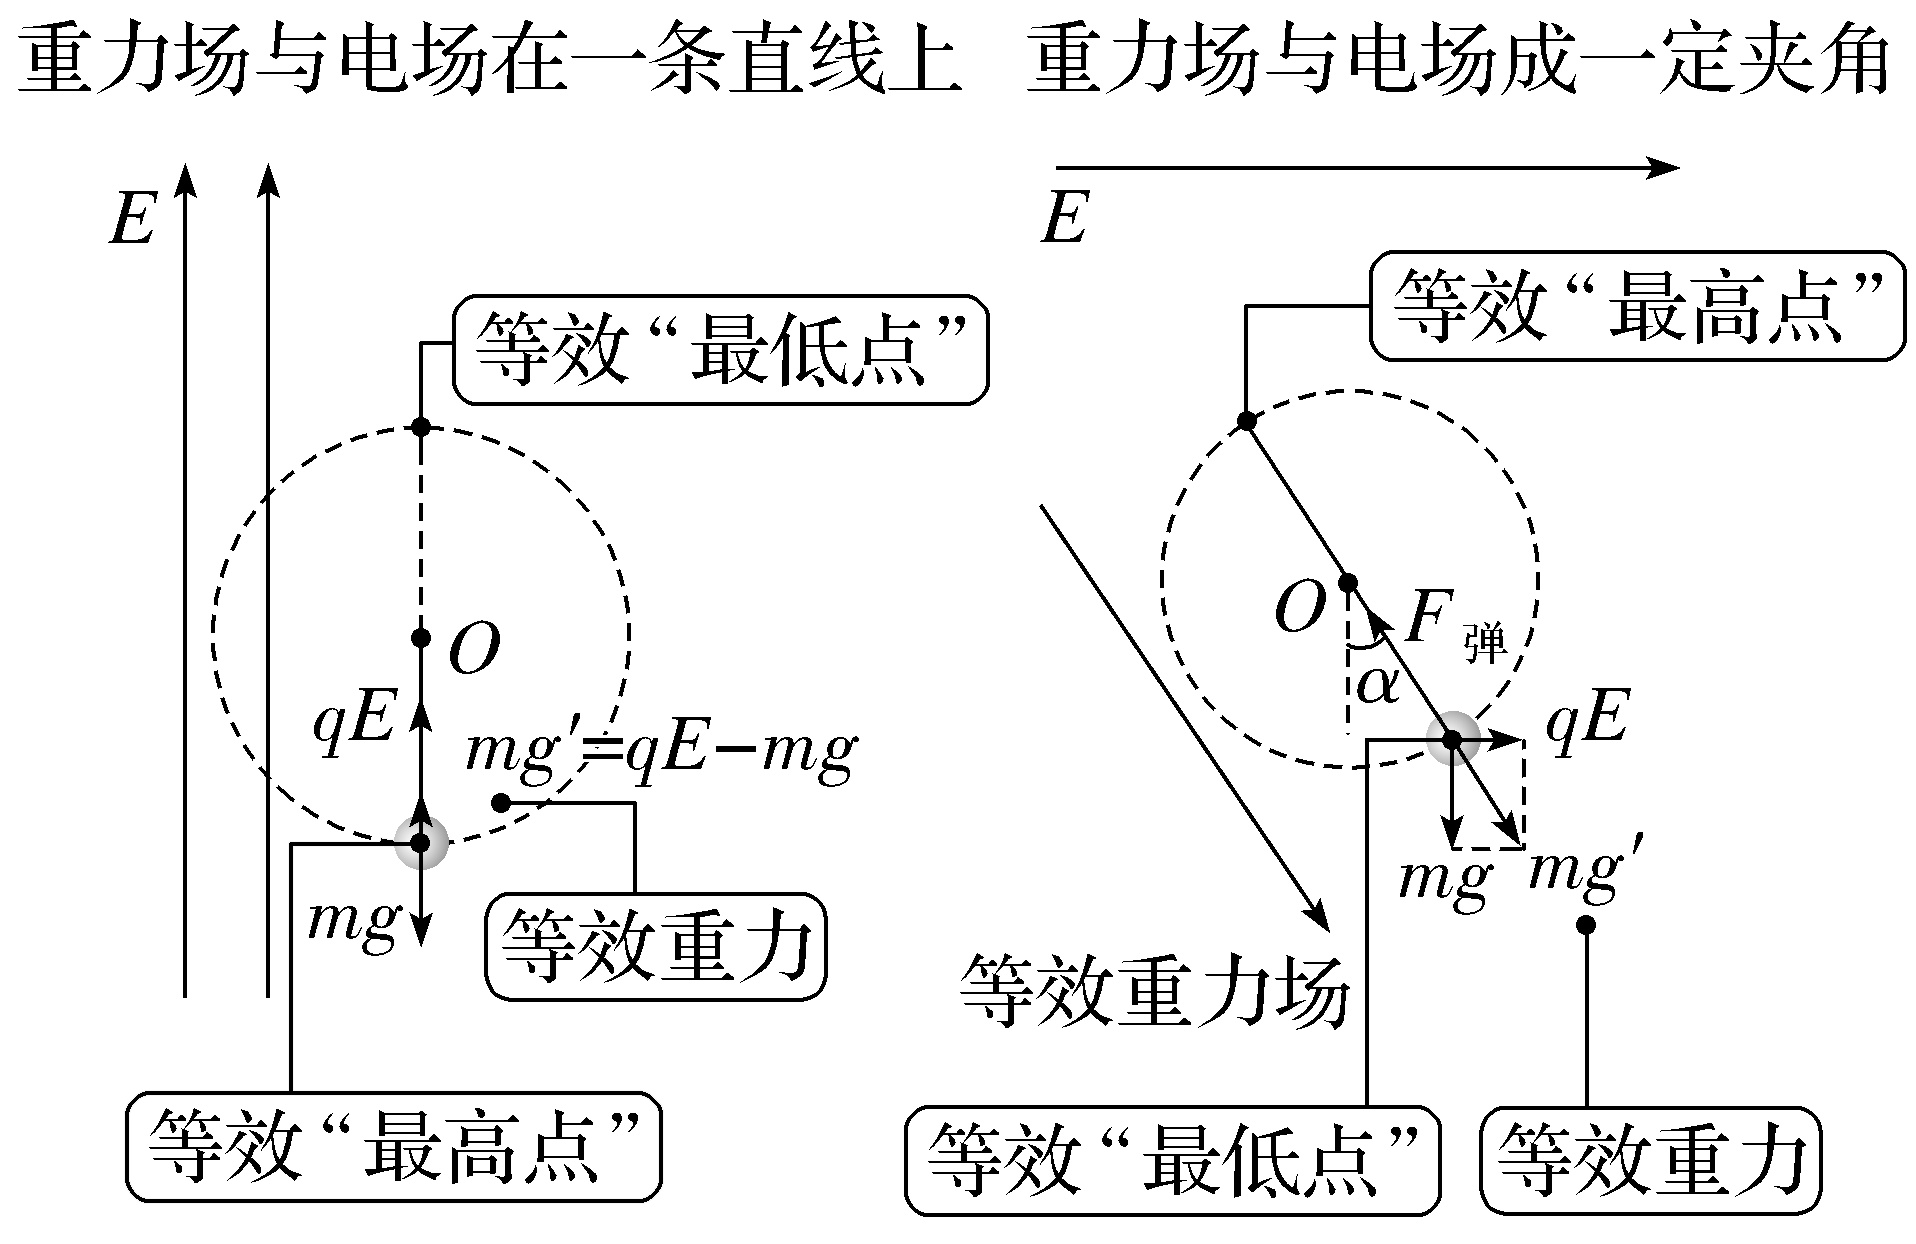 重力场与电场在一条直线上
重力场与电场成一定夹角
E
等效“最低点”
O
qE
mg′=qE−mg
mg
等效重力
等效“最高点”
E
等效“最高点”
O
F弹
α
qE
mg
mg′
等效重力场
等效“最低点”
等效重力